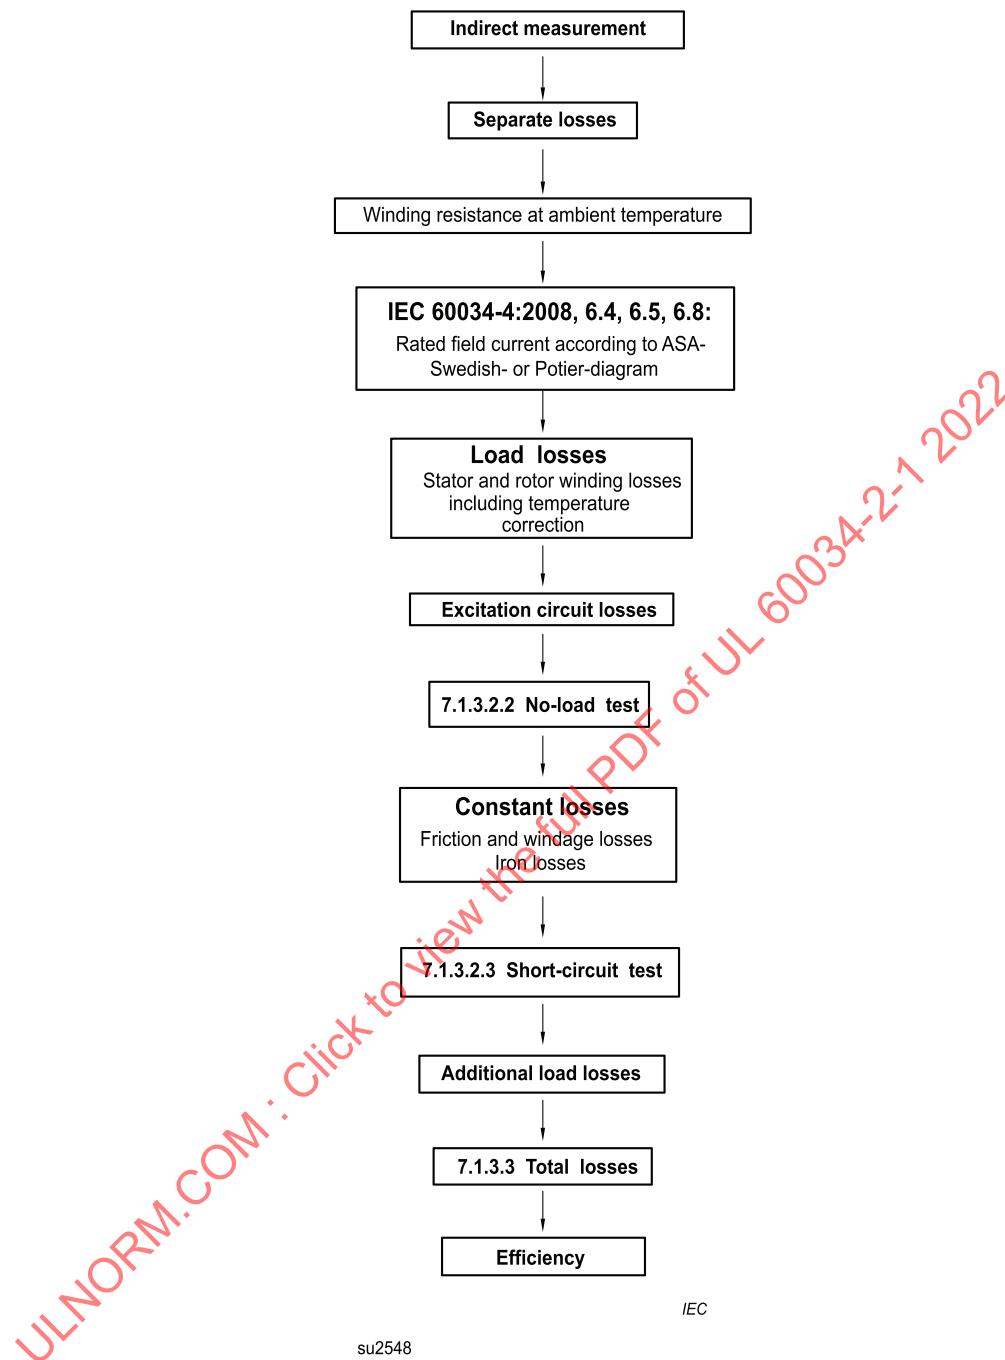 Indirect measurement
Separate losses
Winding resistance at ambient temperature
IEC 60034-4:2008, 6.4, 6.5, 6.8:
Rated field current according to ASA-
Swedish- or Potier-diagram
Load losses
Stator and rotor winding losses
including temperature
correction
Excitation circuit losses
7.1.3.2.2 No-load test
Constant losses
Friction and windage losses
Iron losses
7.1.3.2.3 Short-circuit test
Additional load losses
7.1.3.3 Total losses
Efficiency
IEC
su2548
ULNORM.COM : Click to view the full PDF of UL 60034-2-1 2022